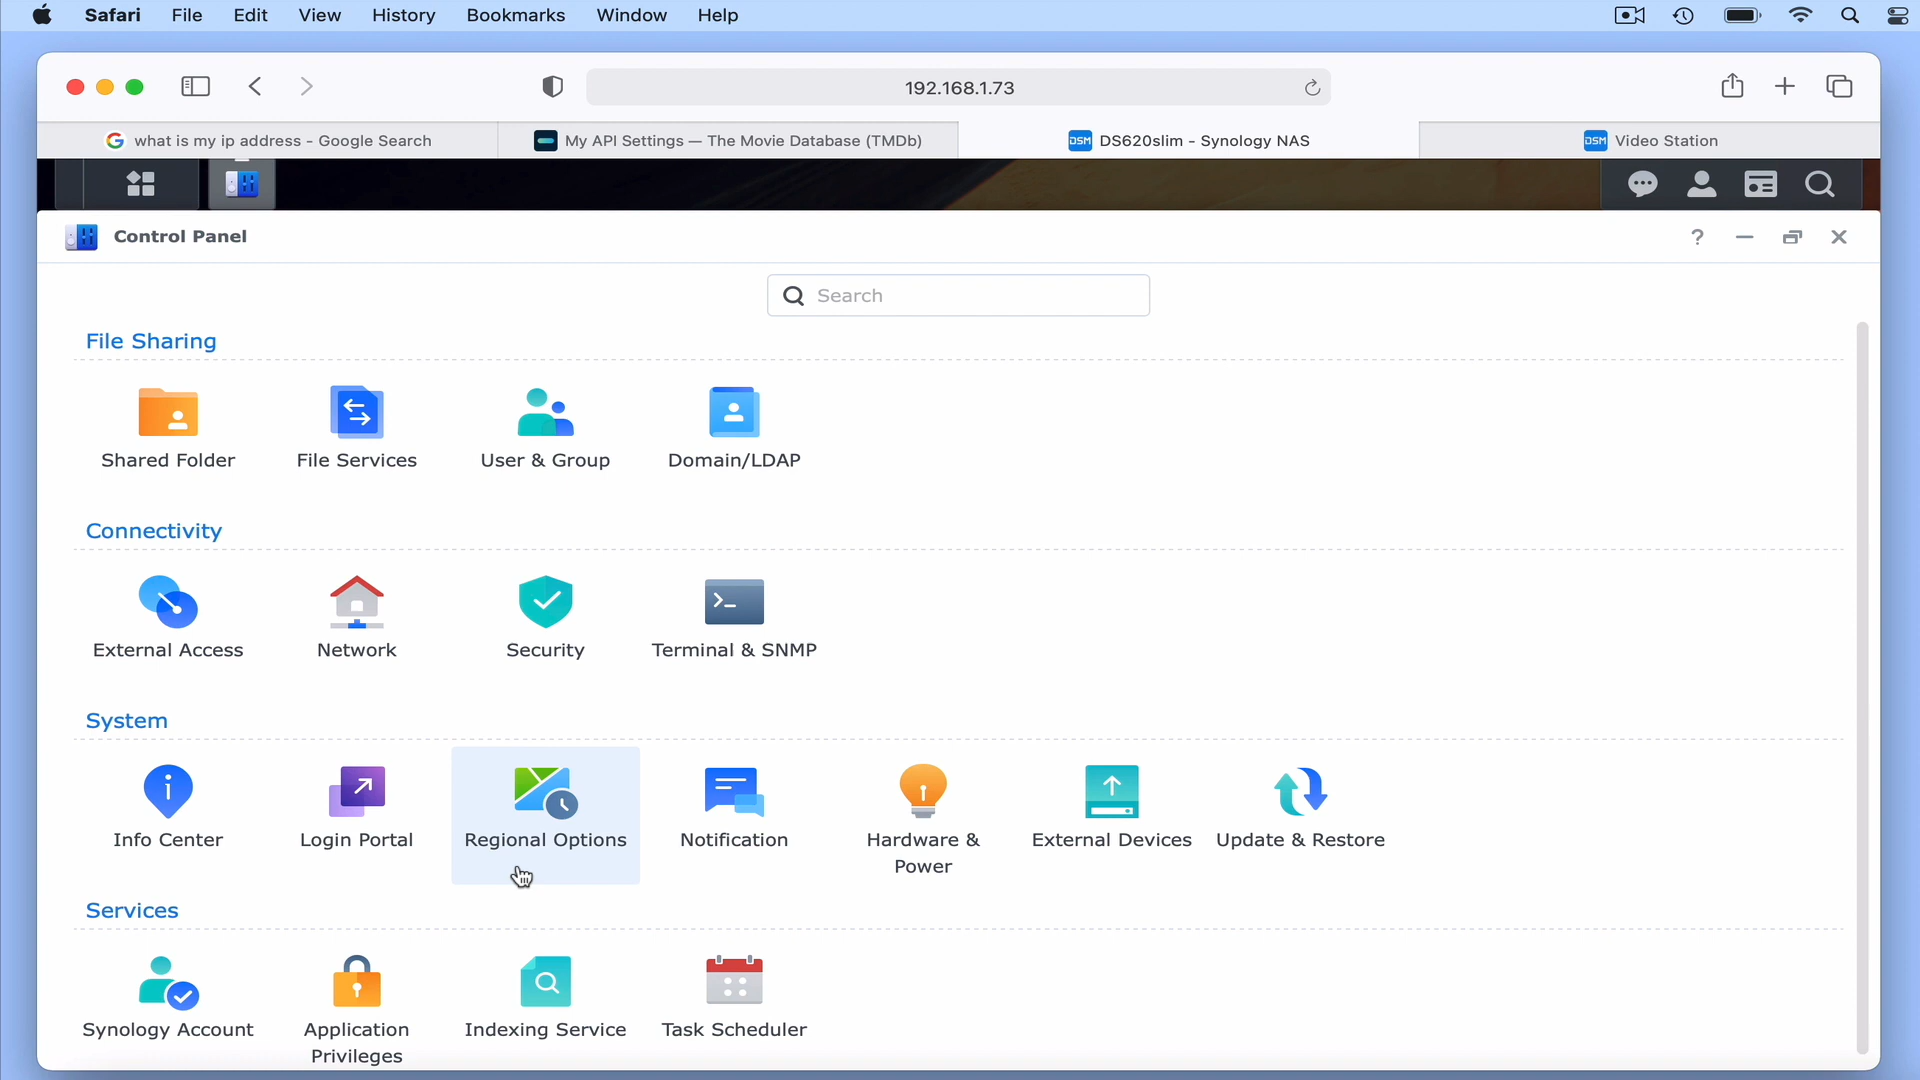 Safari File Edit View History Bookmarks Window Help
192.168.1.73
what is my ip address - Google Search
My API Settings — The Movie Database (TMDb)
DSM DS620slim - Synology NAS
DSM Video Station
Control Panel
?
Search
File Sharing
Shared Folder
File Services
User & Group
Domain/LDAP
Connectivity
External Access
Network
Security
Terminal & SNMP
System
Info Center
Login Portal
Regional Options
Notification
Hardware &
Power
External Devices
Update & Restore
Services
Synology Account
Application
Privileges
Indexing Service
Task Scheduler